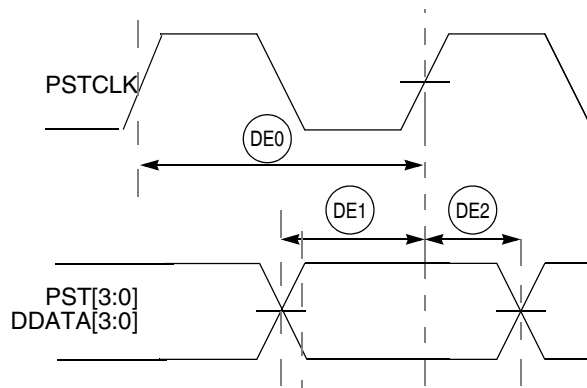 PSTCLK
DE0
DE1
DE2
PST[3:0]
DDATA[3:0]